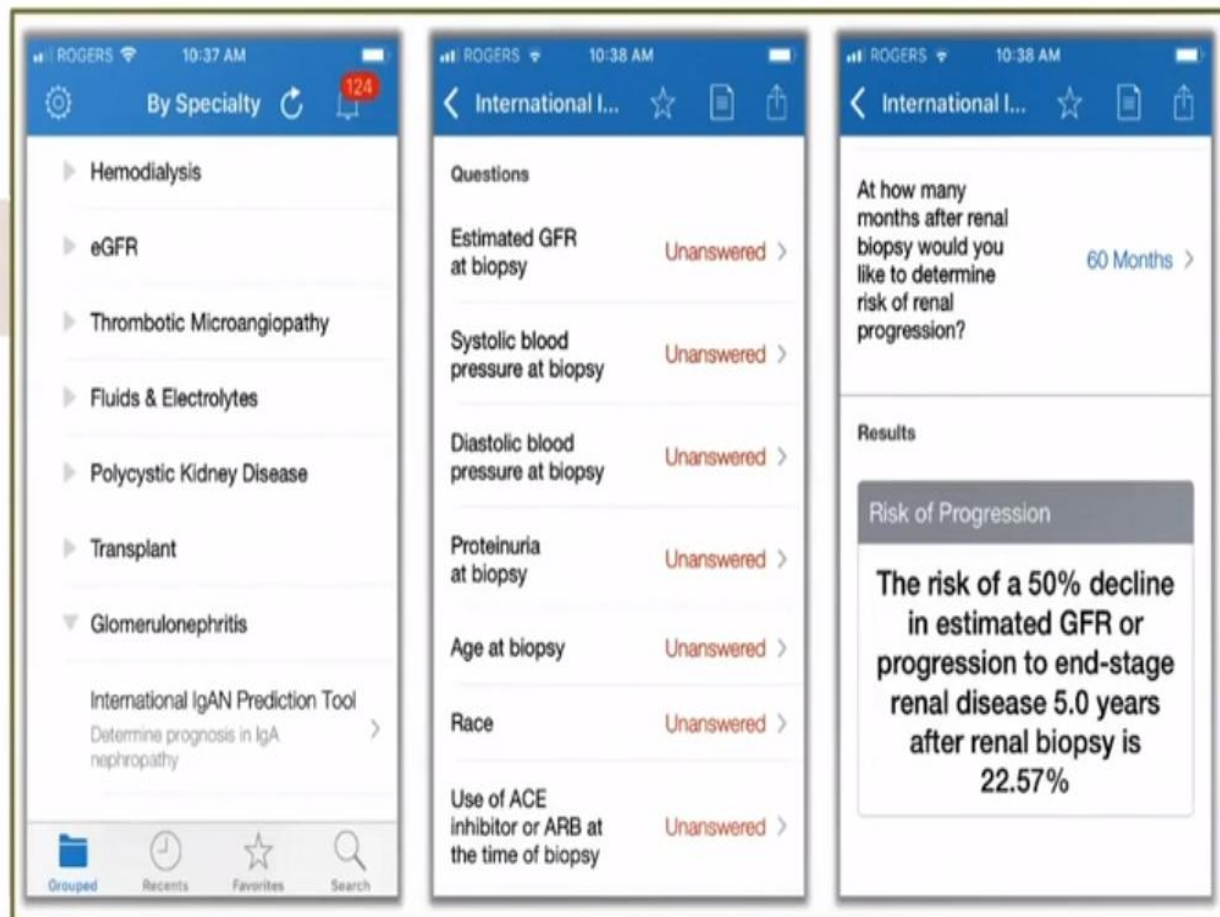 ROGERS 10:37 AM
By Specialty 124
Hemodialysis
eGFR
Thrombotic Microangiopathy
Fluids & Electrolytes
Polycystic Kidney Disease
Transplant
Glomerulonephritis
International IgAN Prediction Tool
Determine prognosis in IgA
nephropathy
Grouped Recents Favorites Search
ROGERS 10:38 AM
International I...
Questions
Estimated GFR
at biopsy
Unanswered
Systolic blood
pressure at biopsy
Unanswered
Diastolic blood
pressure at biopsy
Unanswered
Proteinuria
at biopsy
Unanswered
Age at biopsy Unanswered
Race Unanswered
Use of ACE
inhibitor or ARB at
the time of biopsy
Unanswered
ROGERS 10:38 AM
International I...
At how many
months after renal
biopsy would you
like to determine
risk of renal
progression?
60 Months
Results
Risk of Progression
The risk of a 50% decline
in estimated GFR or
progression to end-stage
renal disease 5.0 years
after renal biopsy is
22.57%